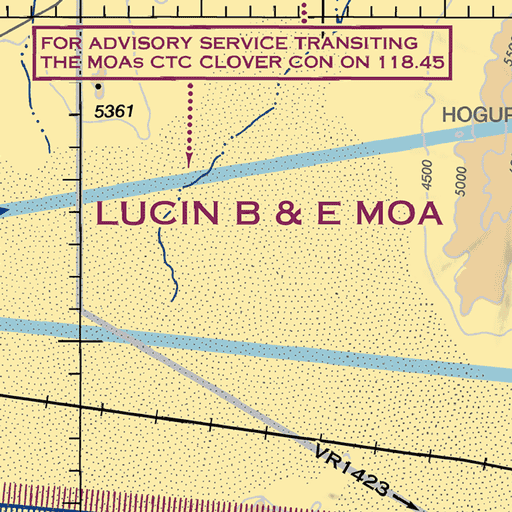 FOR ADVISORY SERVICE TRANSITING
THE MOAs CTC CLOVER CON ON 118.45
5361
HOGUP
4500
5000
LUCIN B & E MOA
VR1423